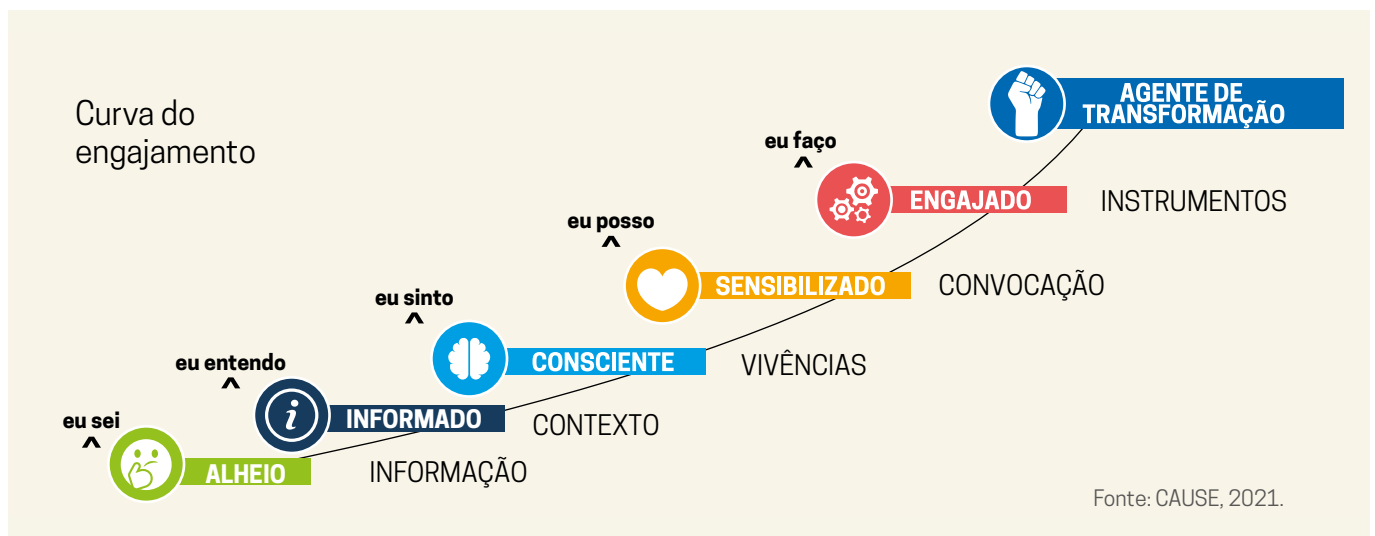 Curva do
engajamento
AGENTE DE
TRANSFORMAÇÃO
eu faço
ENGAJADO
INSTRUMENTOS
eu posso
SENSIBILIZADO
CONVOCAÇÃO
eu sinto
CONSCIENTE
VIVÊNCIAS
eu entendo
i
INFORMADO
CONTEXTO
eu sei
ALHEIO
INFORMAÇÃO
Fonte: CAUSE, 2021.